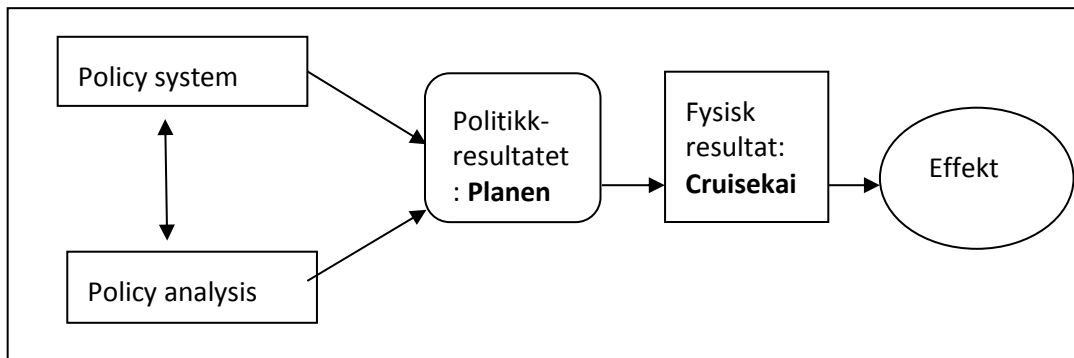 Policy system
Policy analysis
Politikk-
resultatet
: Planen
Fysisk
resultat:
Cruisekai
Effekt